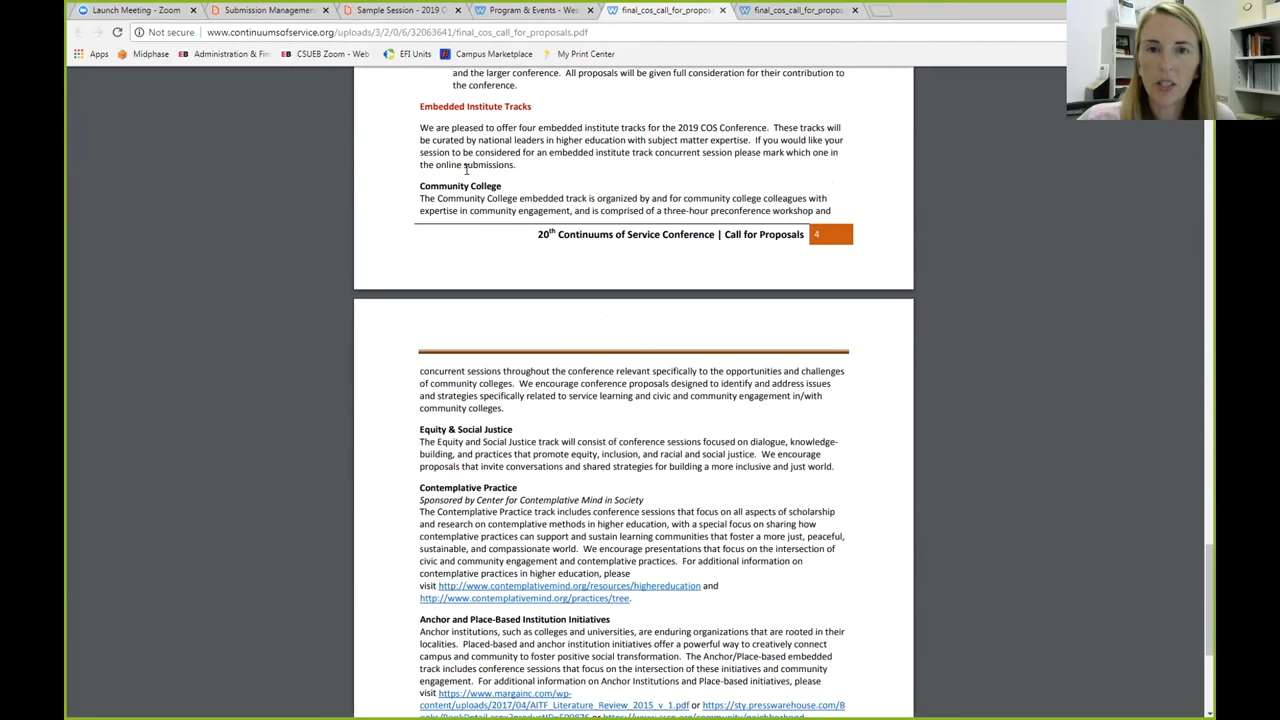 Launch Meeting - Zoom
Submission Managemen
Sample Session - 2019 C
Program & Events - Wes
final_cos_call_for_propos
final_cos_call_for_propos
Not secure
www.continuumsofservice.org/uploads/3/2/0/6/32063641/final_cos_call_for_proposals.pdf
Apps
Midphase
Administration & Fin
CSUEB Zoom - Web
EFI Units
Campus Marketplace
My Print Center
and the larger conference. All proposals will be given full consideration for their contribution to
the conference.
Embedded Institute Tracks
We are pleased to offer four embedded institute tracks for the 2019 COS Conference. These tracks will
be curated by national leaders in higher education with subject matter expertise. If you would like your
session to be considered for an embedded institute track concurrent session please mark which one in
the online submissions.
Community College
The Community College embedded track is organized by and for community college colleagues with
expertise in community engagement, and is comprised of a three-hour preconference workshop and
20th Continuums of Service Conference | Call for Proposals 4
concurrent sessions throughout the conference relevant specifically to the opportunities and challenges
of community colleges. We encourage conference proposals designed to identify and address issues
and strategies specifically related to service learning and civic and community engagement in/with
community colleges.
Equity & Social Justice
The Equity and Social Justice track will consist of conference sessions focused on dialogue, knowledge-
building, and practices that promote equity, inclusion, and racial and social justice. We encourage
proposals that invite conversations and shared strategies for building a more inclusive and just world.
Contemplative Practice
Sponsored by Center for Contemplative Mind in Society
The Contemplative Practice track includes conference sessions that focus on all aspects of scholarship
and research on contemplative methods in higher education, with a special focus on sharing how
contemplative practices can support and sustain learning communities that foster a more just, peaceful,
sustainable, and compassionate world. We encourage presentations that focus on the intersection of
civic and community engagement and contemplative practices. For additional information on
contemplative practices in higher education, please
visit http://www.contemplativemind.org/resources/highereducation and
http://www.contemplativemind.org/practices/tree.
Anchor and Place-Based Institution Initiatives
Anchor institutions, such as colleges and universities, are enduring organizations that are rooted in their
localities. Placed-based and anchor institution initiatives offer a powerful way to creatively connect
campus and community to foster positive social transformation. The Anchor/Place-based embedded
track includes conference sessions that focus on the intersection of these initiatives and community
engagement. For additional information on Anchor Institutions and Place-based initiatives, please
visit https://www.margainc.com/wp-
content/uploads/2017/04/AITF_Literature_Review_2015_v_1.pdf or https://sty.presswarehouse.com/B